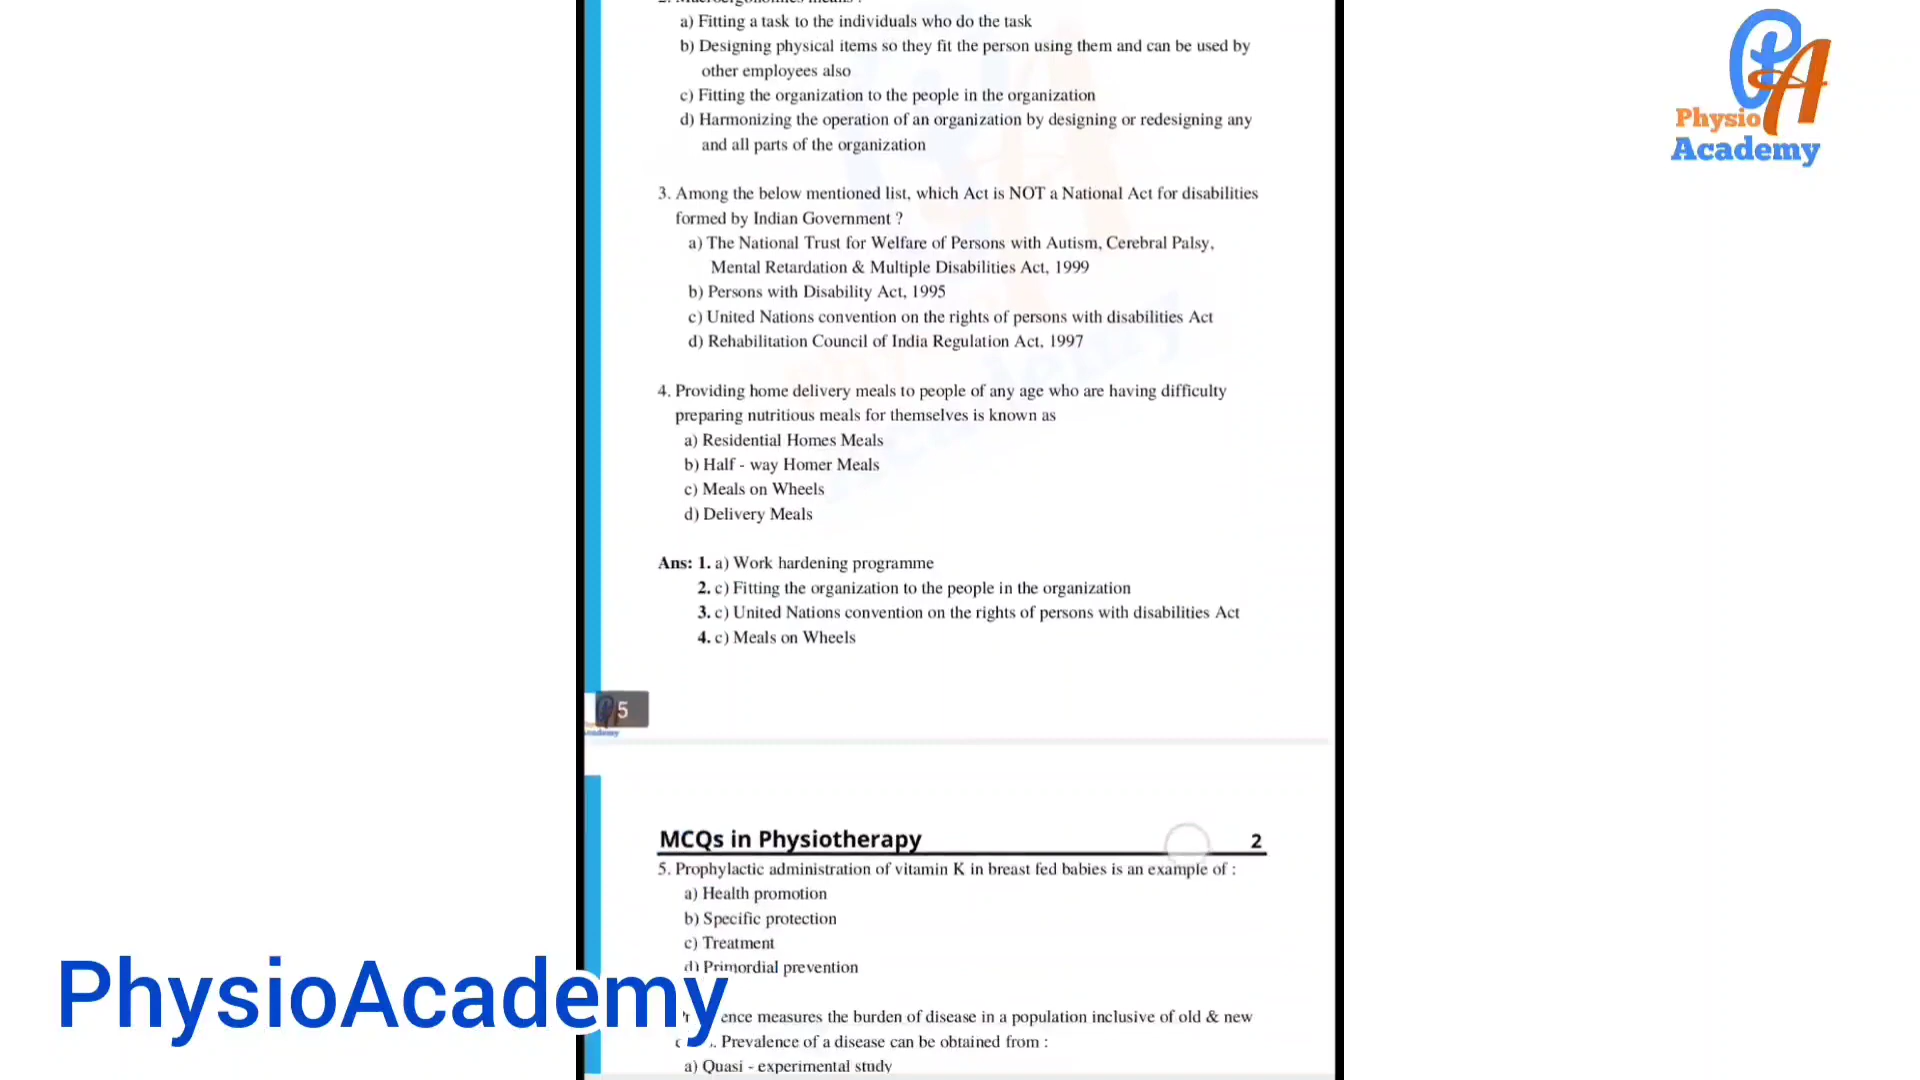 2. Macroergonomics means ?
a) Fitting a task to the individuals who do the task
b) Designing physical items so they fit the person using them and can be used by
other employees also
c) Fitting the organization to the people in the organization
d) Harmonizing the operation of an organization by designing or redesigning any
and all parts of the organization
3. Among the below mentioned list, which Act is NOT a National Act for disabilities
formed by Indian Government ?
a) The National Trust for Welfare of Persons with Autism, Cerebral Palsy,
Mental Retardation & Multiple Disabilities Act, 1999
b) Persons with Disability Act, 1995
c) United Nations convention on the rights of persons with disabilities Act
d) Rehabilitation Council of India Regulation Act, 1997
4. Providing home delivery meals to people of any age who are having difficulty
preparing nutritious meals for themselves is known as
a) Residential Homes Meals
b) Half - way Homer Meals
c) Meals on Wheels
d) Delivery Meals
Ans: 1. a) Work hardening programme
2. c) Fitting the organization to the people in the organization
3. c) United Nations convention on the rights of persons with disabilities Act
4. c) Meals on Wheels
5
Academy
MCQs in Physiotherapy 2
5. Prophylactic administration of vitamin K in breast fed babies is an example of :
a) Health promotion
b) Specific protection
c) Treatment
d) Primordial prevention
ence measures the burden of disease in a population inclusive of old & new
. Prevalence of a disease can be obtained from :
a) Quasi - experimental study
PhysioAcademy
PA
Physio
Academy